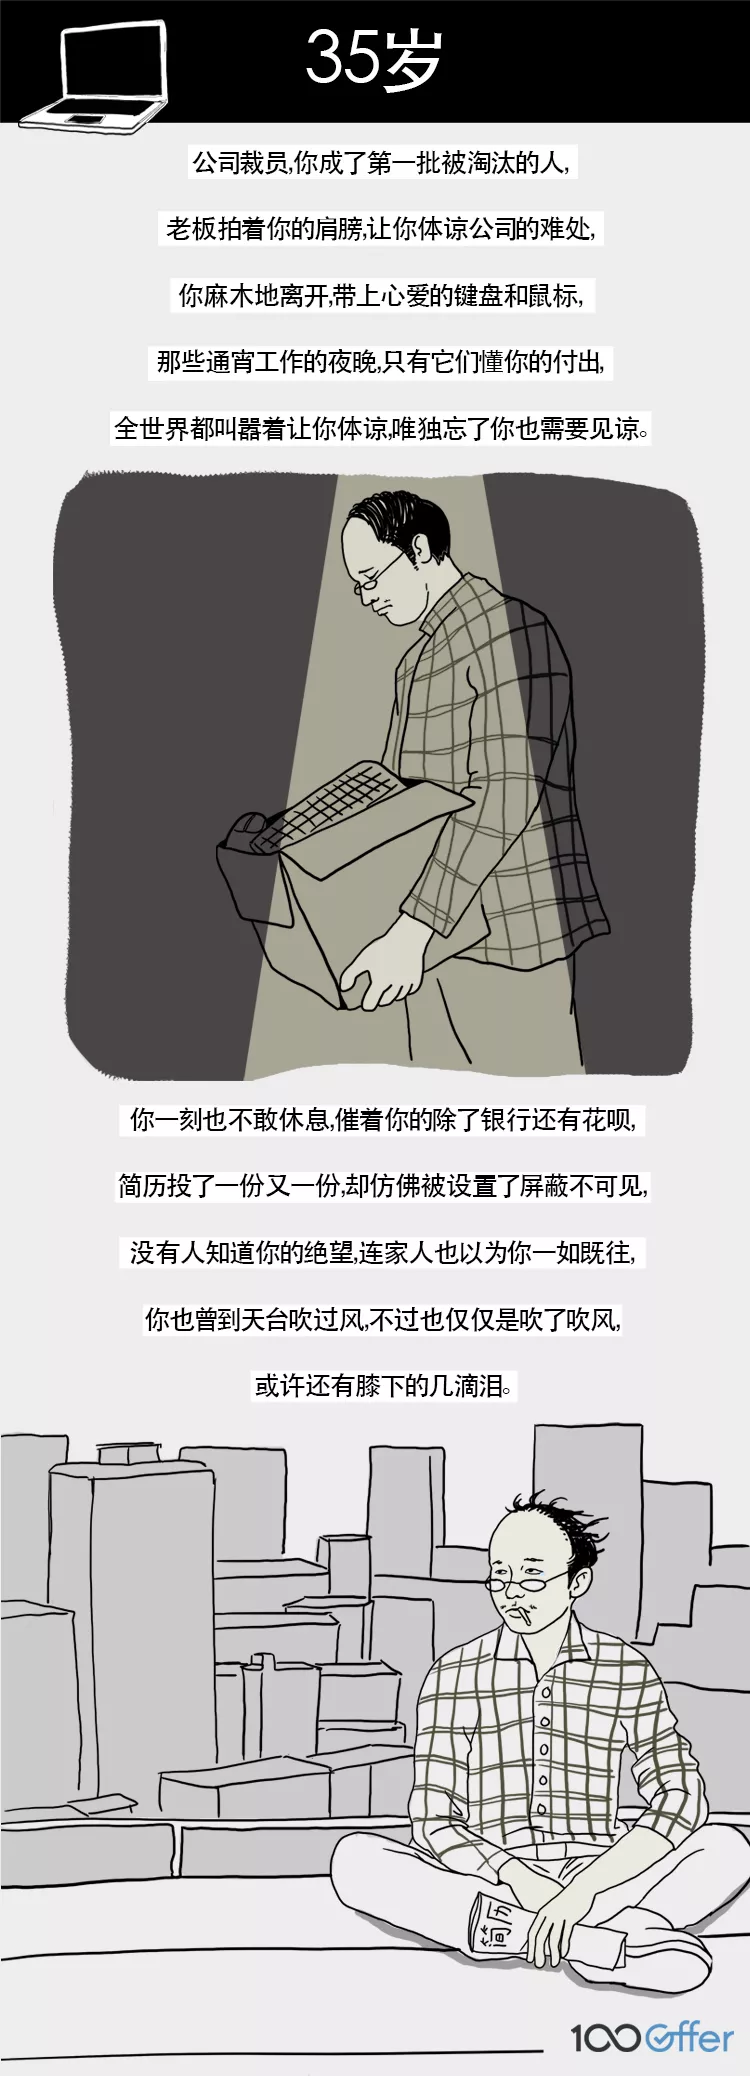 35岁
公司裁员,你成了第一批被淘汰的人,
老板拍着你的肩膀,让你体谅公司的难处,
你麻木地离开,带上心爱的键盘和鼠标,
那些通宵工作的夜晚,只有它们懂你的付出,
全世界都叫嚣着让你体谅,唯独忘了你也需要见谅。
你一刻也不敢休息,催着你的除了银行还有花呗,
简历投了一份又一份,却仿佛被设置了屏蔽不可见,
没有人知道你的绝望,连家人也以为你一如既往,
你也曾到天台吹过风,不过也仅仅是吹了吹风,
或许还有膝下的几滴泪。
简历
100offer